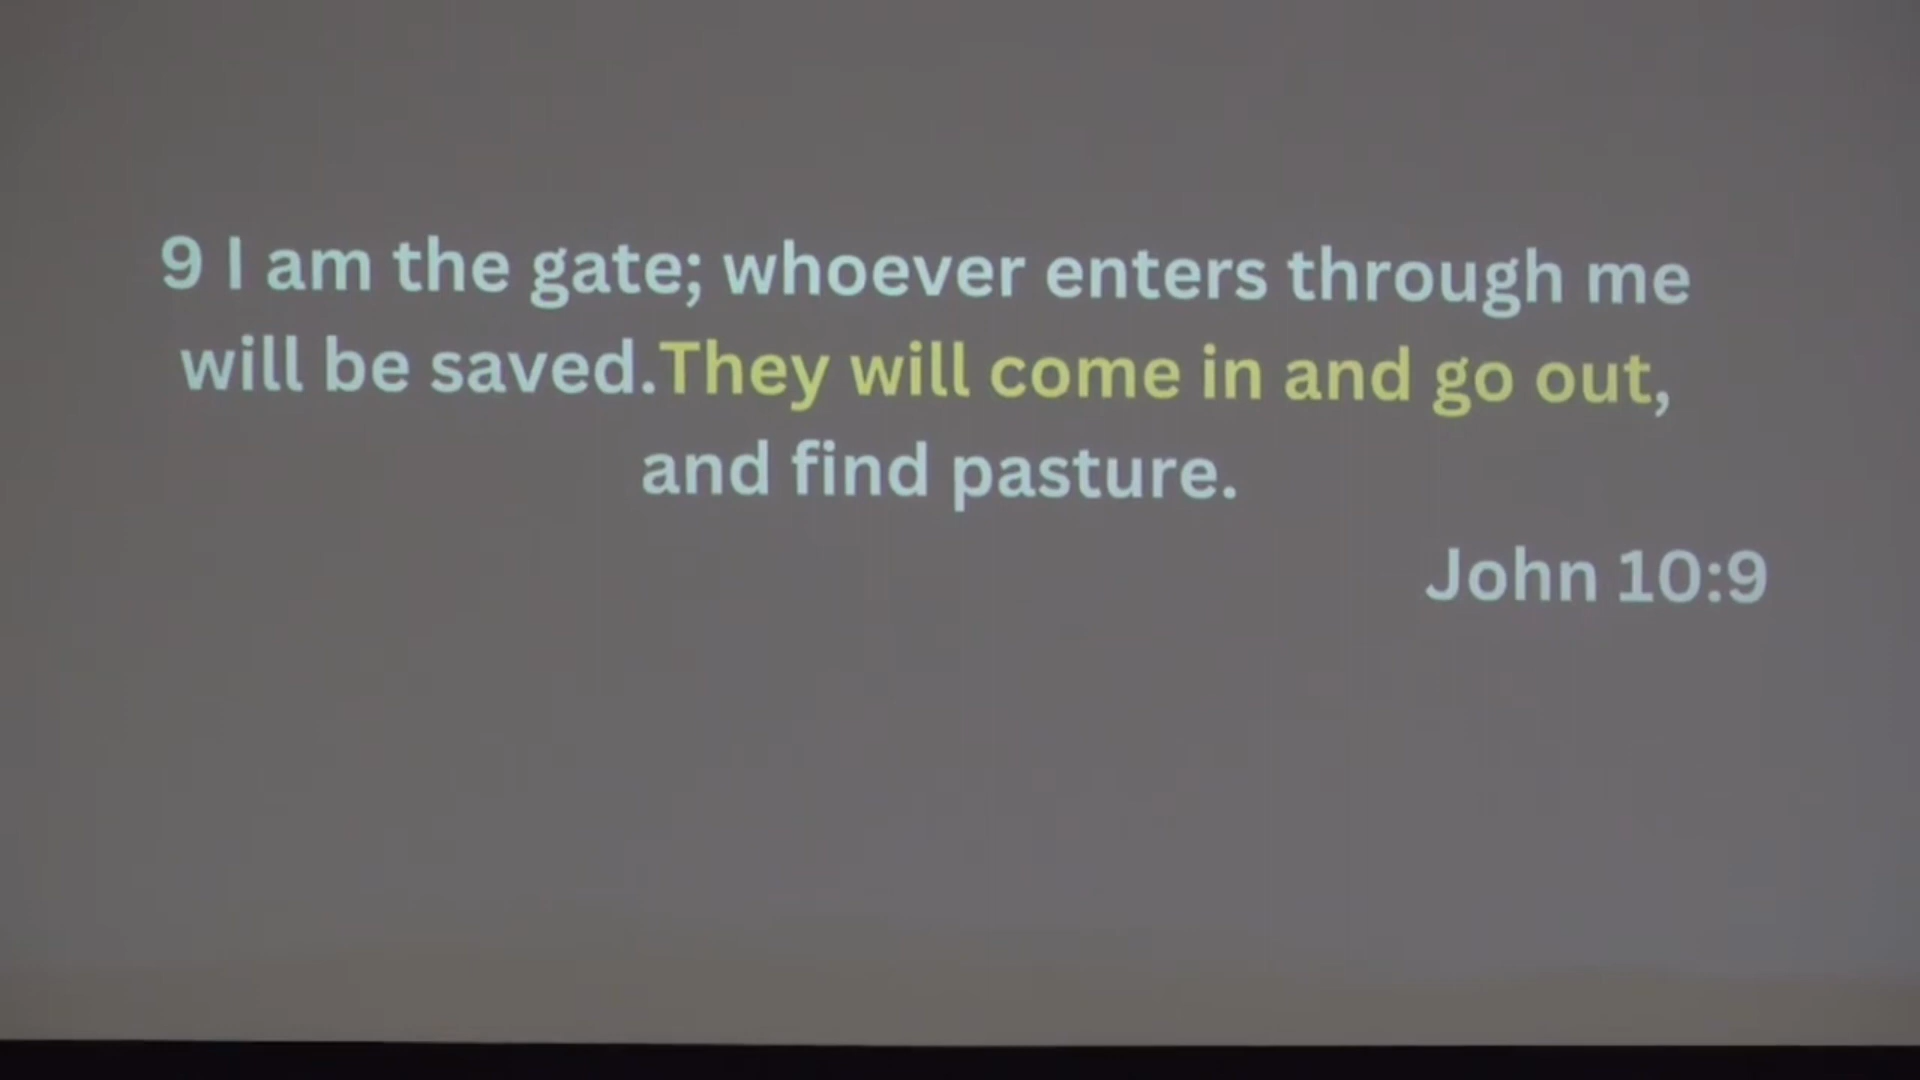 9 I am the gate; whoever enters through me
will be saved.They will come in and go out,
and find pasture.
John 10:9